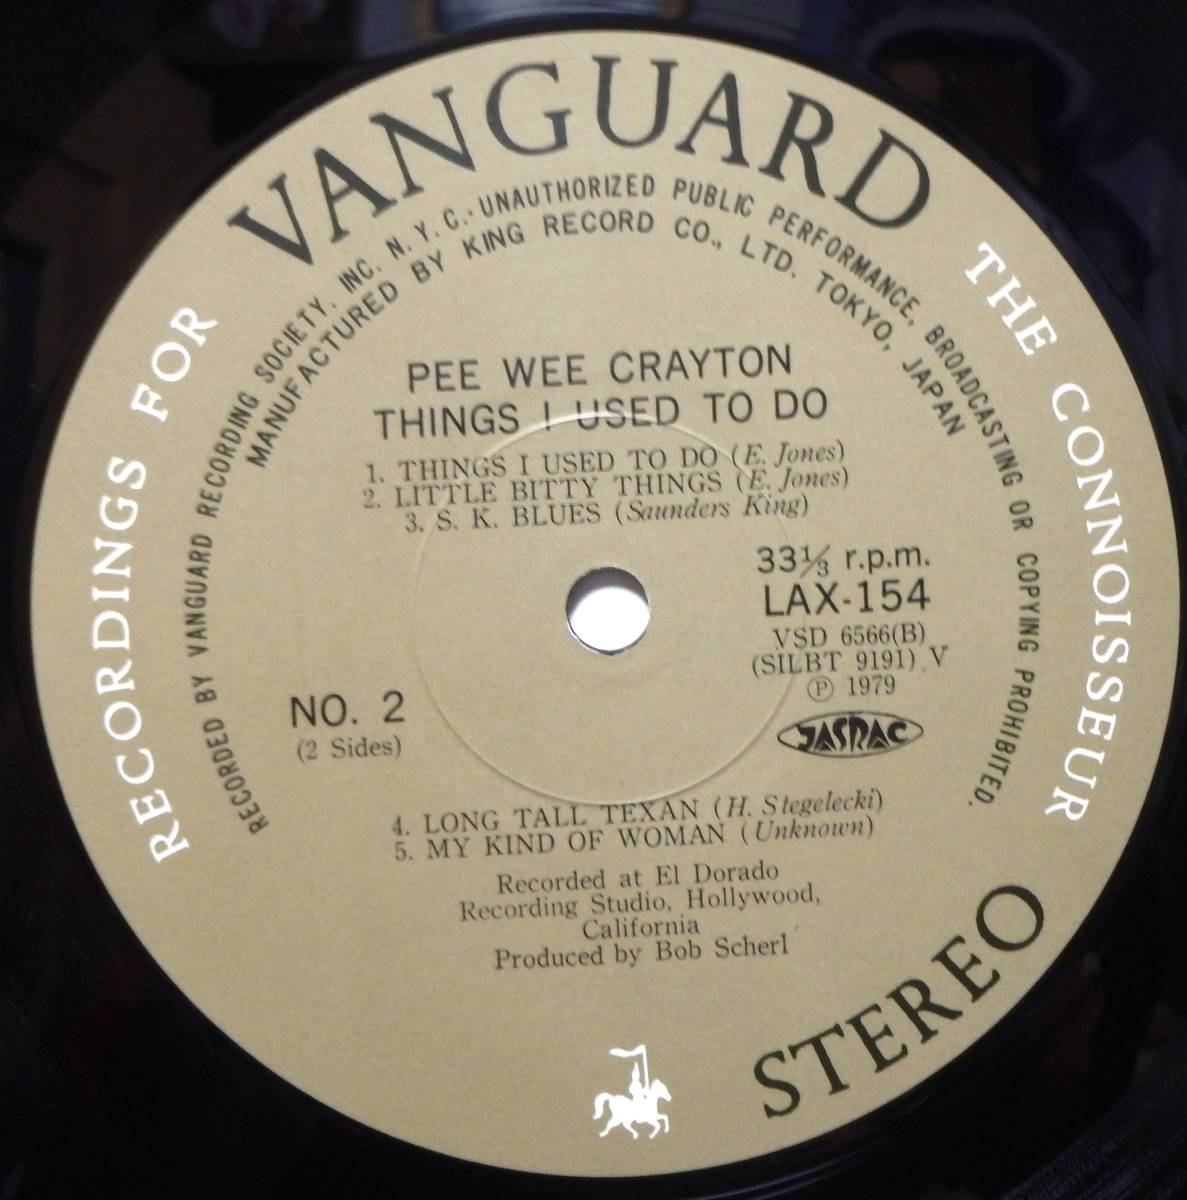 VANGUARD
RECORDINGS FOR THE CONNOISSEUR
RECORDED BY VANGUARD RECORDING SOCIETY, INC. N. Y. C.· UNAUTHORIZED PUBLIC PERFORMANCE, BROADCASTING OR COPYING PROHIBITED.
MANUFACTURED BY KING RECORD CO., LTD. TOKYO, JAPAN
PEE WEE CRAYTON
THINGS I USED TO DO
1. THINGS I USED TO DO (E. Jones)
2. LITTLE BITTY THINGS (E. Jones)
3. S. K. BLUES (Saunders King)
33⅓ r.p.m.
LAX-154
VSD 6566(B)
(SILBT 9191) V
Ⓟ 1979
JASRAC
NO. 2
(2 Sides)
4. LONG TALL TEXAN (H. Stegelecki)
5. MY KIND OF WOMAN (Unknown)
Recorded at El Dorado
Recording Studio, Hollywood,
California
Produced by Bob Scherl
STEREO